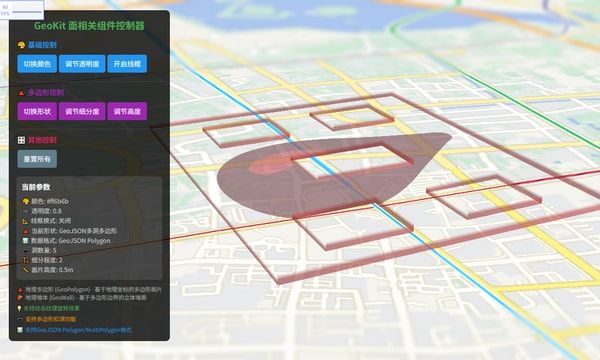 60
FPS
GeoKit 面相关组件控制器
🎨 基础控制
切换颜色 调节透明度 开启线框
🔺 多边形控制
切换形状 调节细分度 调节高度
🎛️ 其他控制
重置所有
当前参数
🎨 颜色: #ff6b6b
透明度: 0.8
📐 线框模式: 关闭
🔺 当前形状: GeoJSON多洞多边形
📊 数据格式: GeoJSON Polygon
🕳️ 洞数量: 5
细分程度: 2
📏 面片高度: 0.5m
🔺 地理多边形 (GeoPolygon) - 基于地理坐标的多边形面片
地理墙体 (GeoWall) - 基于多边形边界的立体墙面
💡 支持动态纹理旋转效果
🕳️ 支持多边形和洞功能
📊 支持GeoJSON Polygon/MultiPolygon格式